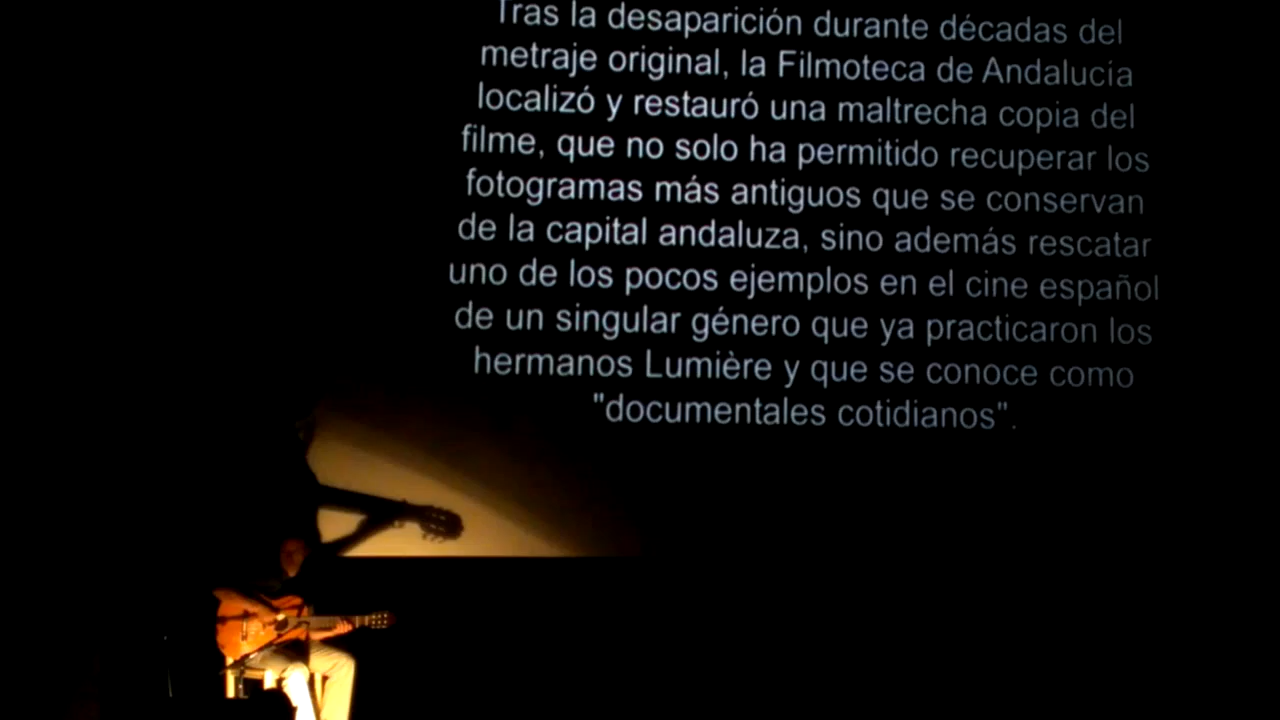 Tras la desaparición durante décadas del
metraje original, la Filmoteca de Andalucía
localizó y restauró una maltrecha copia del
filme, que no solo ha permitido recuperar los
fotogramas más antiguos que se conservan
de la capital andaluza, sino además rescatar
uno de los pocos ejemplos en el cine español
de un singular género que ya practicaron los
hermanos Lumière y que se conoce como
"documentales cotidianos".